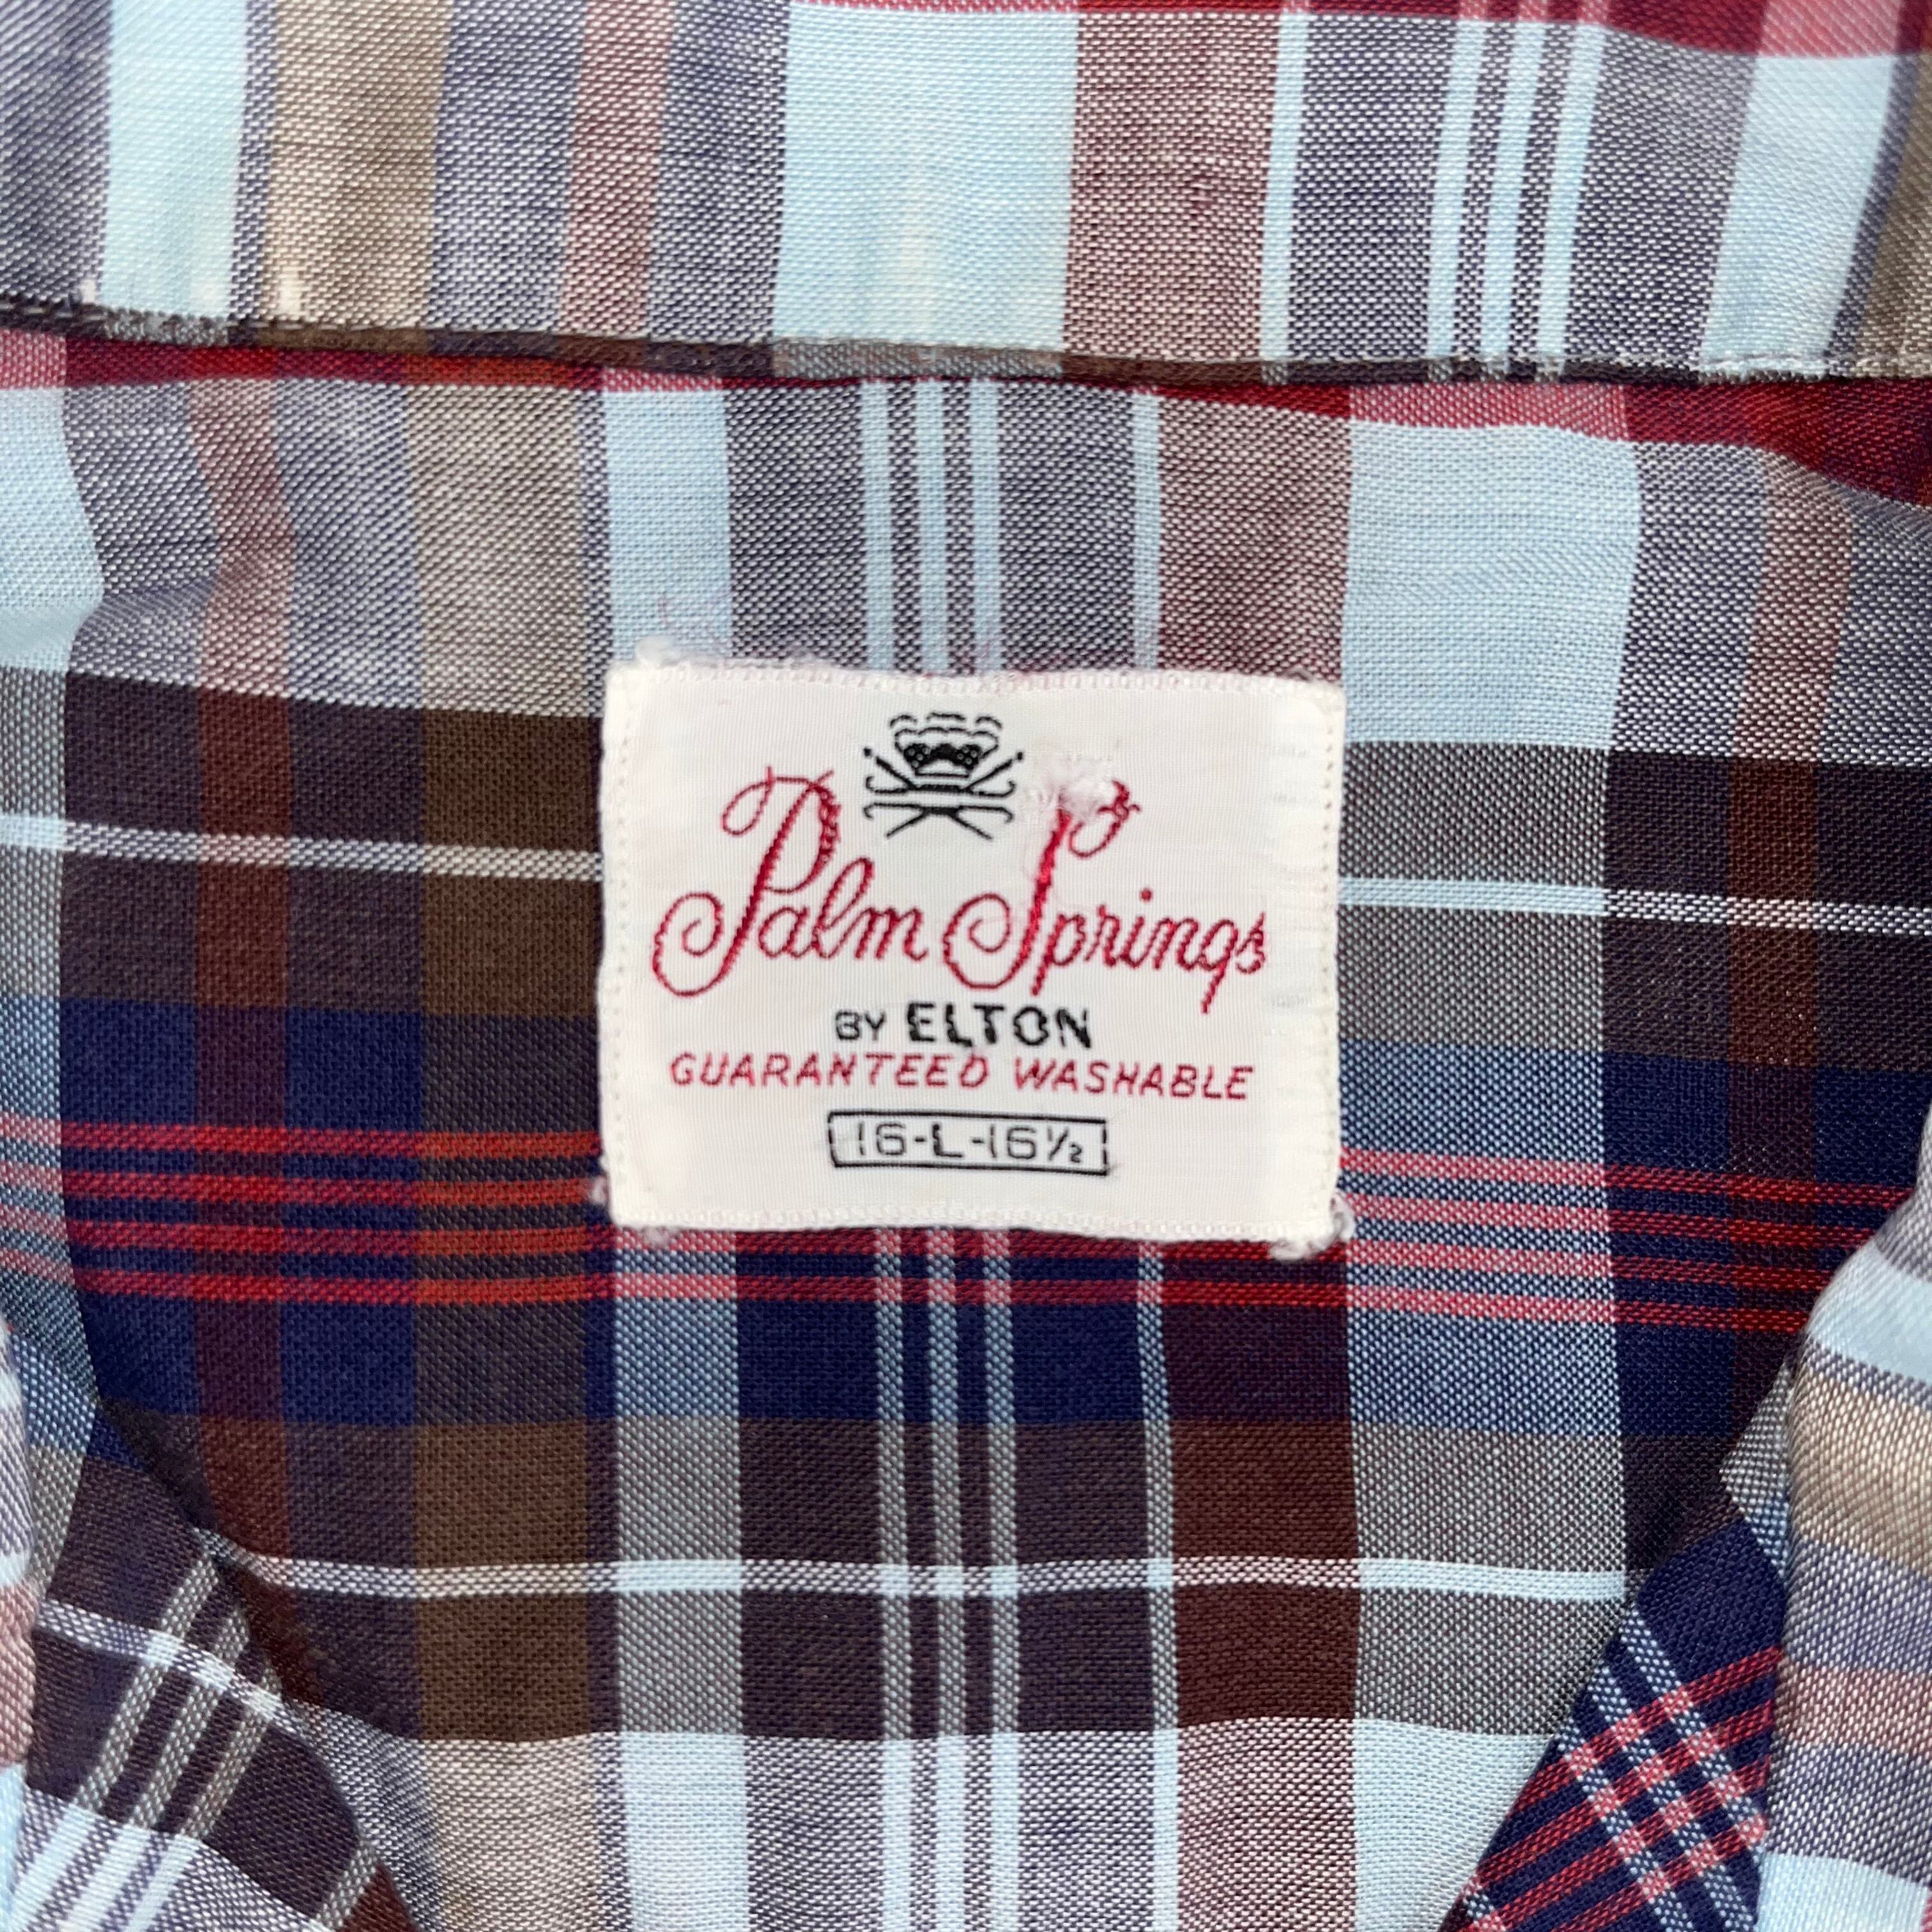 Palm Springs
BY ELTON
GUARANTEED WASHABLE
16-L-16½